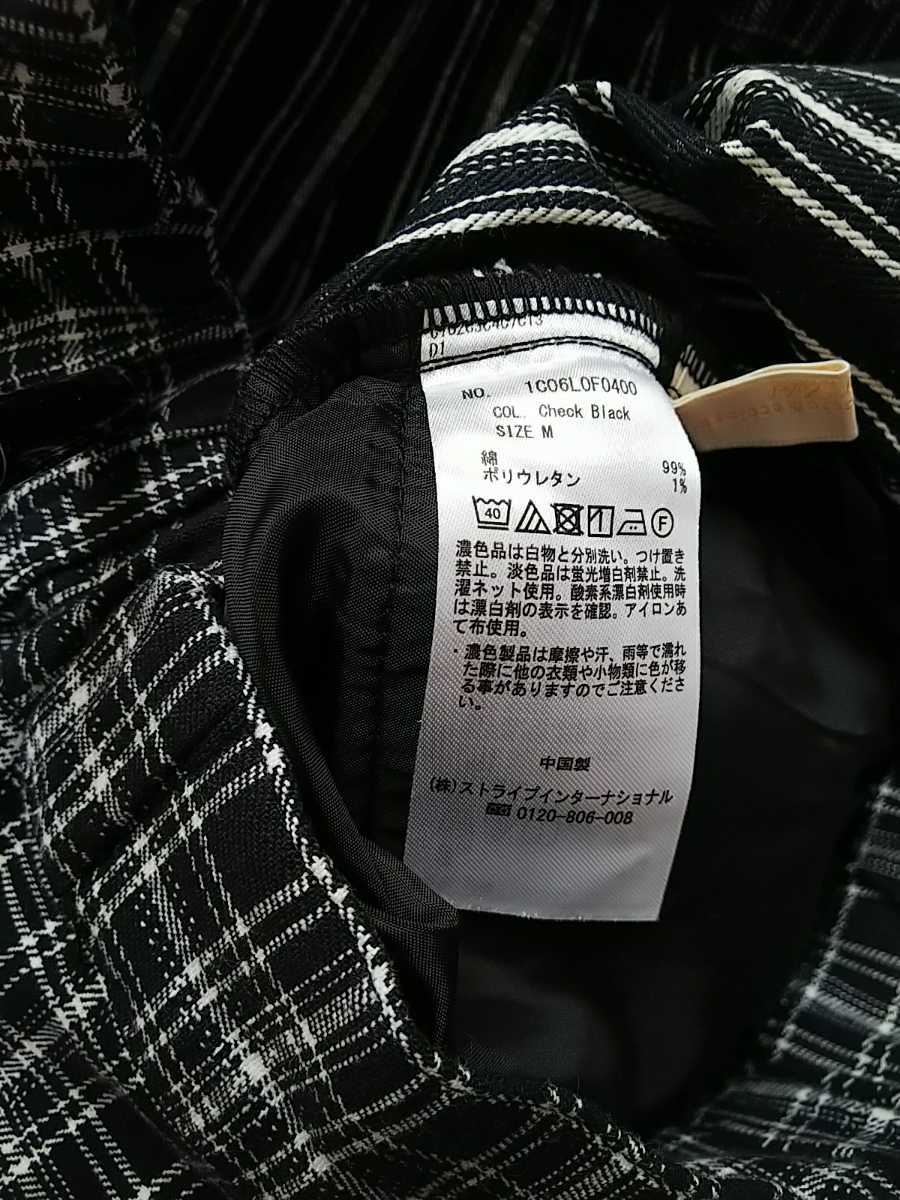 D1
NO. 1C06L0F0400
COL. Check Black
SIZE M
綿 99%
ポリウレタン 1%
40
F
濃色品は白物と分別洗い。つけ置き
禁止。淡色品は蛍光増白剤禁止。洗
濯ネット使用。酸素系漂白剤使用時
は漂白剤の表示を確認。アイロンあ
て布使用。
・濃色製品は摩擦や汗、雨等で濡れ
た際に他の衣類や小物類に色が移
る事がありますのでご注意くださ
い。
中国製
(株)ストライプインターナショナル
0120-806-008